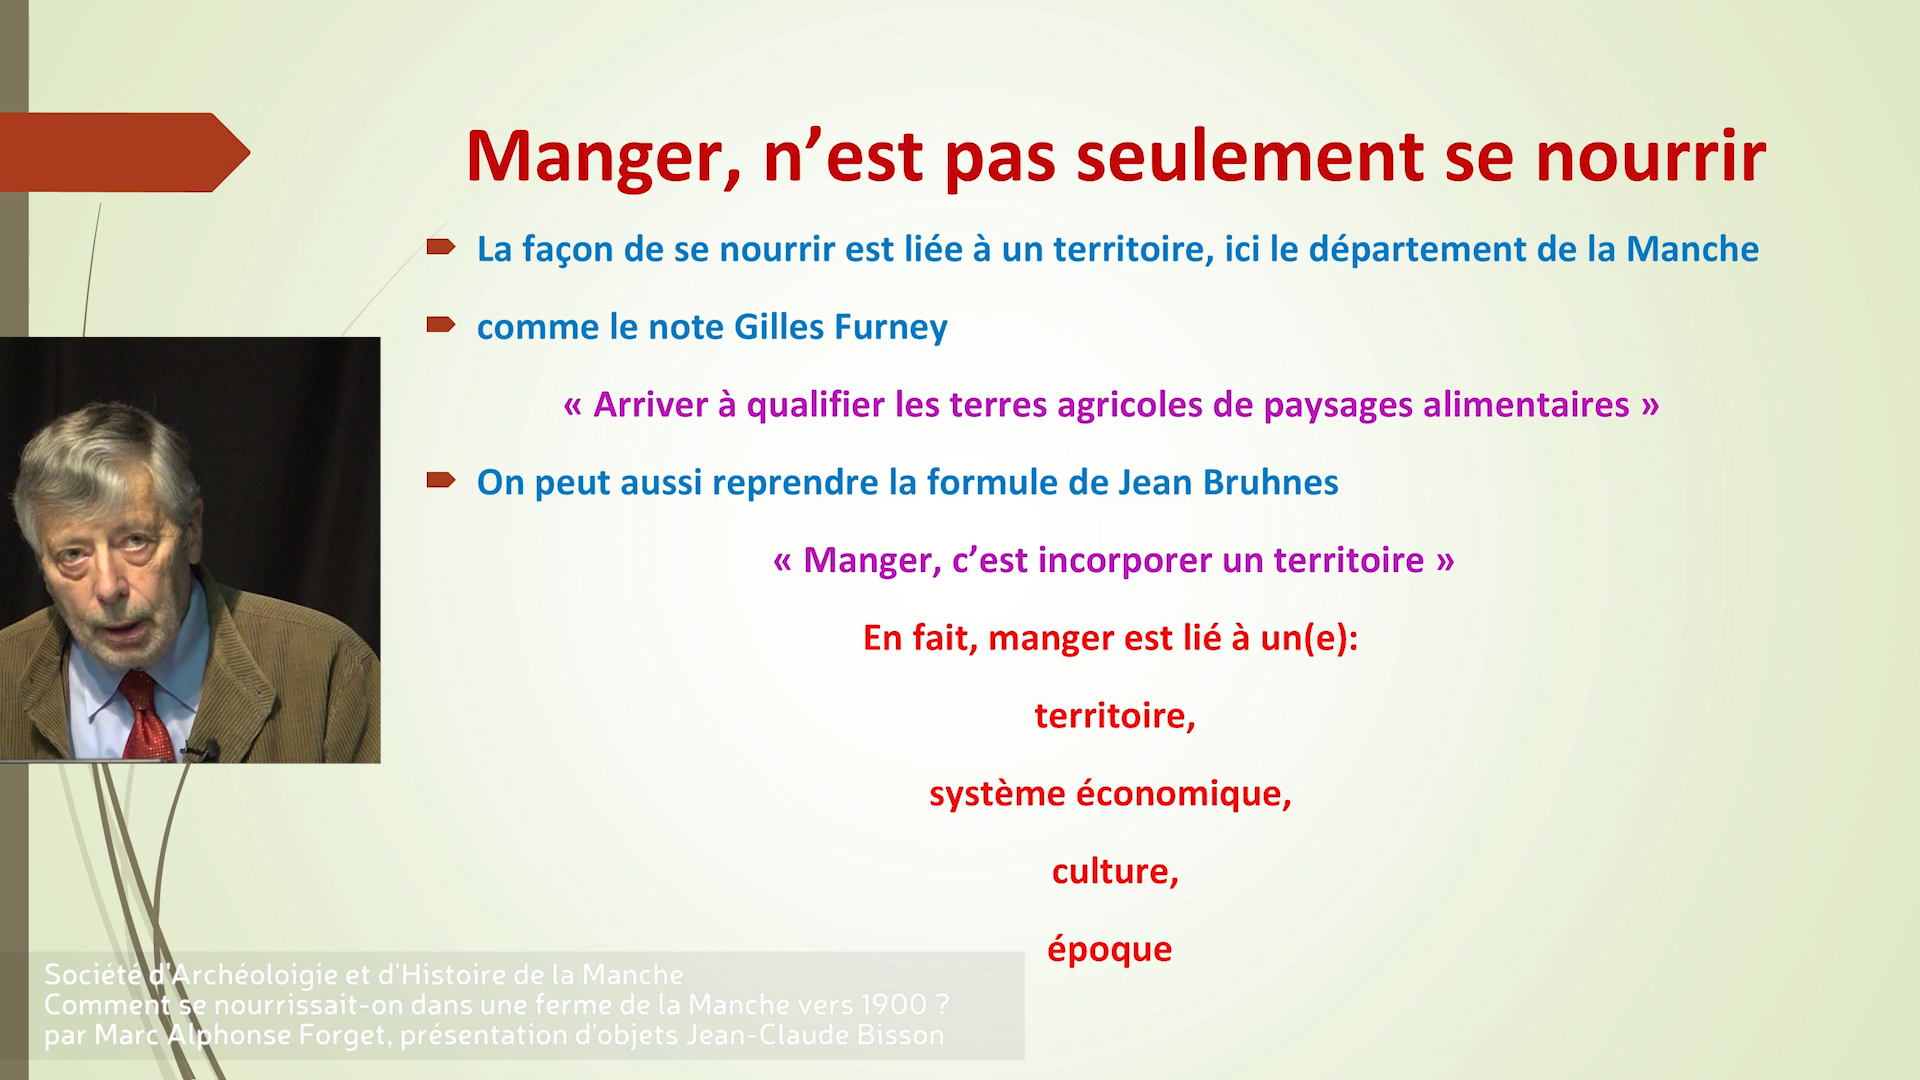 Manger, n’est pas seulement se nourrir
La façon de se nourrir est liée à un territoire, ici le département de la Manche
comme le note Gilles Furney
« Arriver à qualifier les terres agricoles de paysages alimentaires »
On peut aussi reprendre la formule de Jean Bruhnes
« Manger, c’est incorporer un territoire »
En fait, manger est lié à un(e):
territoire,
système économique,
culture,
époque
Société d'Archéoloigie et d'Histoire de la Manche
Comment se nourrissait-on dans une ferme de la Manche vers 1900 ?
par Marc Alphonse Forget, présentation d'objets Jean-Claude Bisson